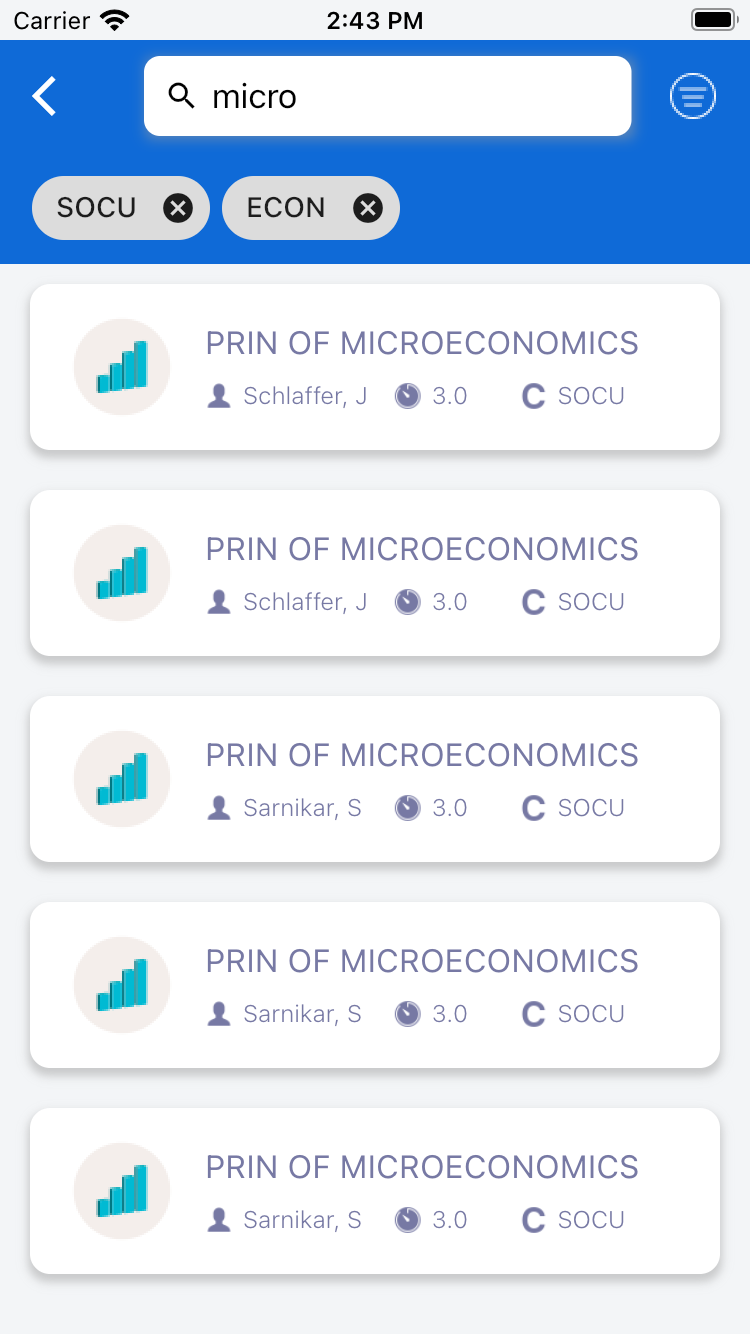 Carrier 2:43 PM
micro
SOCU ECON
PRIN OF MICROECONOMICS
Schlaffer, J 3.0 C SOCU
PRIN OF MICROECONOMICS
Schlaffer, J 3.0 C SOCU
PRIN OF MICROECONOMICS
Sarnikar, S 3.0 C SOCU
PRIN OF MICROECONOMICS
Sarnikar, S 3.0 C SOCU
PRIN OF MICROECONOMICS
Sarnikar, S 3.0 C SOCU